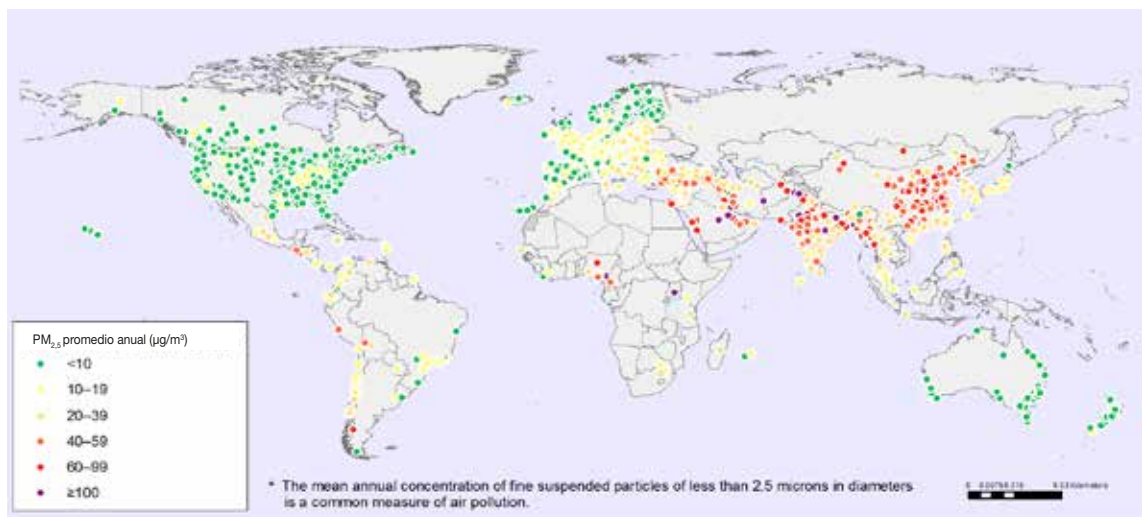 PM2,5 promedio anual (µg/m³)
<10
10–19
20–39
40–59
60–99
≥100
* The mean annual concentration of fine suspended particles of less than 2.5 microns in diameters
is a common measure of air pollution.